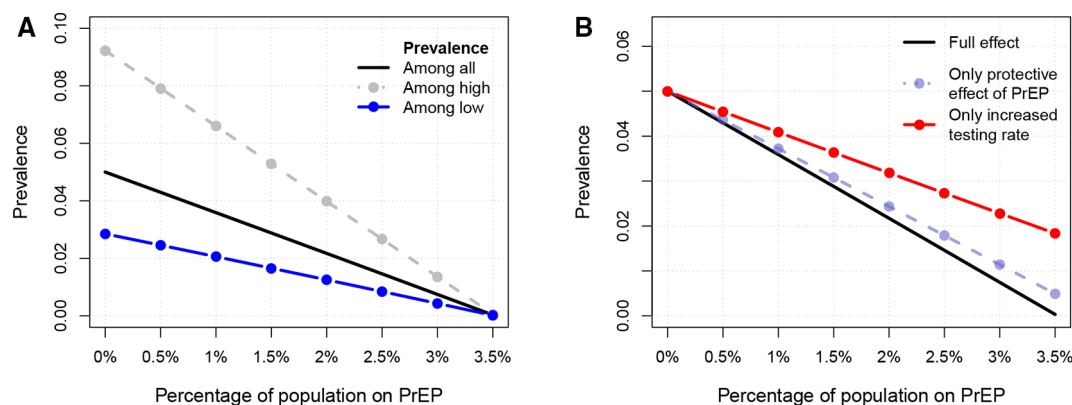 A
Prevalence
0.00
0.02
0.04
0.06
0.08
0.10
Prevalence
Among all
Among high
Among low
0%
0.5%
1%
1.5%
2%
2.5%
3%
3.5%
Percentage of population on PrEP
B
Prevalence
0.00
0.02
0.04
0.06
Full effect
Only protective
effect of PrEP
Only increased
testing rate
0%
0.5%
1%
1.5%
2%
2.5%
3%
3.5%
Percentage of population on PrEP